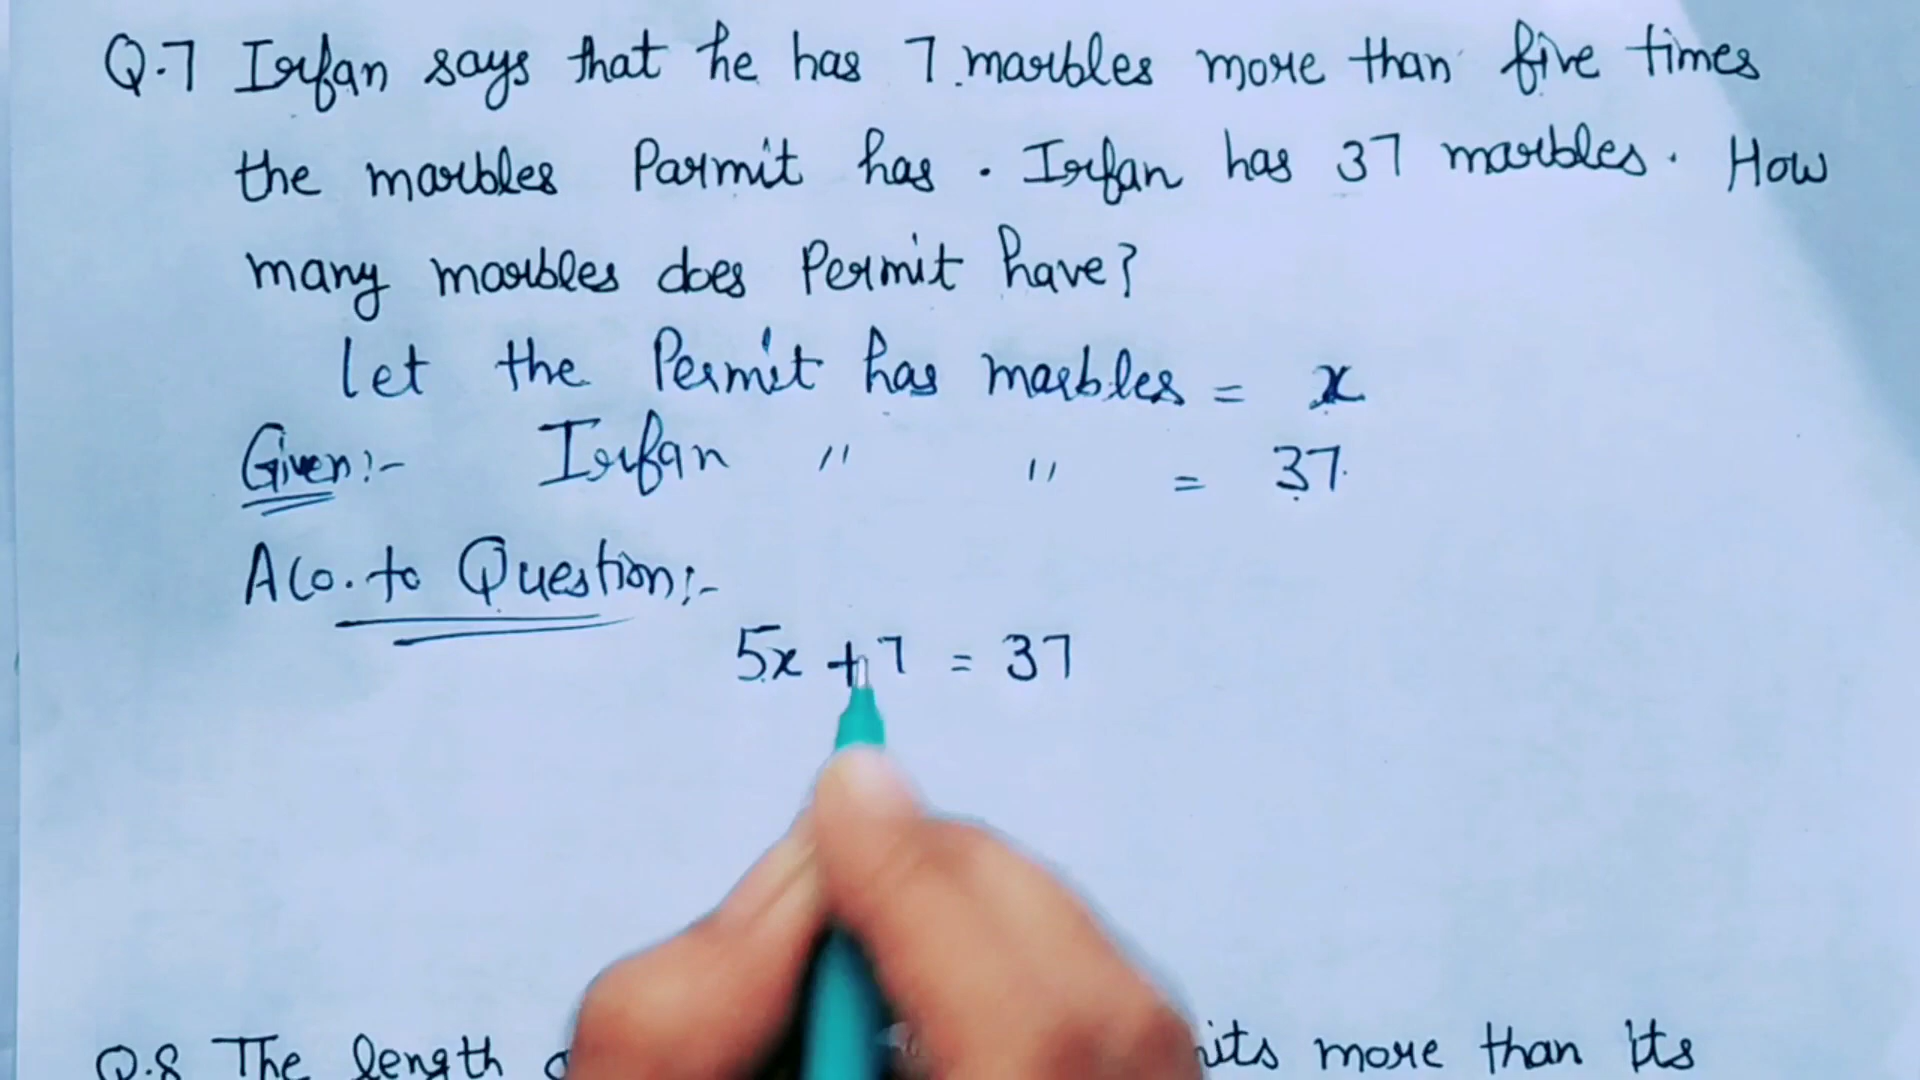 Q.7 Irfan says that he has 7 marbles more than five times
the marbles Parmit has. Irfan has 37 marbles. How
many marbles does Permit have?
Let the Permit has marbles = x
Given:- Irfan " " = 37.
Aco. to Question:-
5x + 7 = 37
Q.8 The length more than its